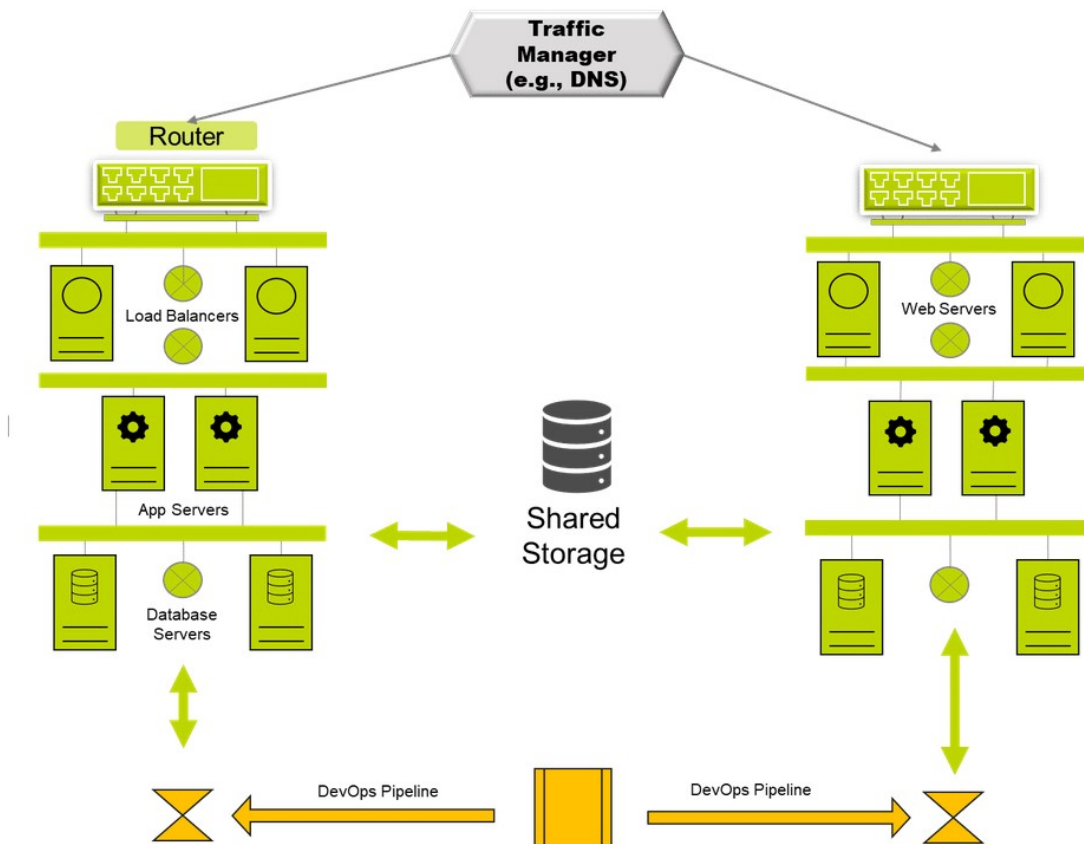 Traffic
Manager
(e.g., DNS)
Router
Load Balancers
Web Servers
App Servers
Shared
Storage
Database
Servers
DevOps Pipeline
DevOps Pipeline